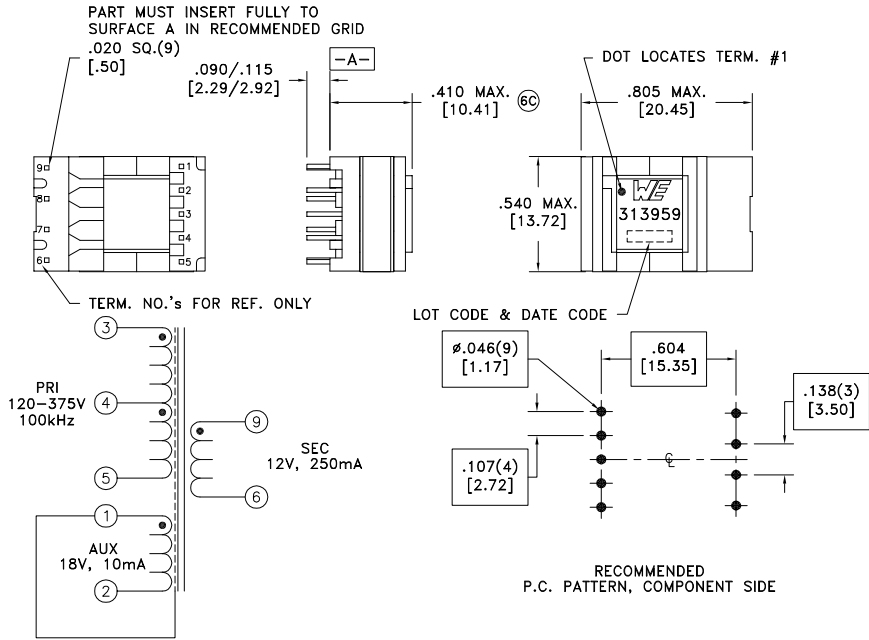 PART MUST INSERT FULLY TO
SURFACE A IN RECOMMENDED GRID
.020 SQ.(9)
[.50]
.090/.115
[2.29/2.92]
-A-
.410 MAX.
[10.41]
6C
DOT LOCATES TERM. #1
.805 MAX.
[20.45]
9
8
7
6
1
2
3
4
5
.540 MAX.
[13.72]
WE
313959
TERM. NO.'s FOR REF. ONLY
LOT CODE & DATE CODE
3
4
5
1
2
PRI
120-375V
100kHz
AUX
18V, 10mA
9
6
SEC
12V, 250mA
ø.046(9)
[1.17]
.604
[15.35]
.138(3)
[3.50]
.107(4)
[2.72]
℄
RECOMMENDED
P.C. PATTERN, COMPONENT SIDE